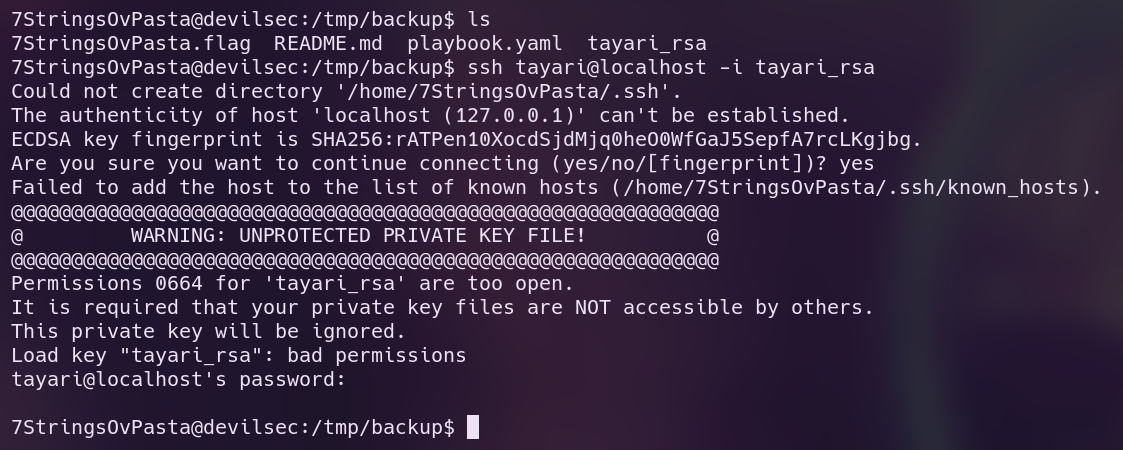 7StringsOvPasta@devilsec:/tmp/backup$ ls
7StringsOvPasta.flag  README.md  playbook.yaml  tayari_rsa
7StringsOvPasta@devilsec:/tmp/backup$ ssh tayari@localhost -i tayari_rsa
Could not create directory '/home/7StringsOvPasta/.ssh'.
The authenticity of host 'localhost (127.0.0.1)' can't be established.
ECDSA key fingerprint is SHA256:rATPen10XocdSjdMjq0heO0WfGaJ5SepfA7rcLKgjbg.
Are you sure you want to continue connecting (yes/no/[fingerprint])? yes
Failed to add the host to the list of known hosts (/home/7StringsOvPasta/.ssh/known_hosts).
@@@@@@@@@@@@@@@@@@@@@@@@@@@@@@@@@@@@@@@@@@@@@@@@@@@@@@@@@@@
@         WARNING: UNPROTECTED PRIVATE KEY FILE!          @
@@@@@@@@@@@@@@@@@@@@@@@@@@@@@@@@@@@@@@@@@@@@@@@@@@@@@@@@@@@
Permissions 0664 for 'tayari_rsa' are too open.
It is required that your private key files are NOT accessible by others.
This private key will be ignored.
Load key "tayari_rsa": bad permissions
tayari@localhost's password:
7StringsOvPasta@devilsec:/tmp/backup$